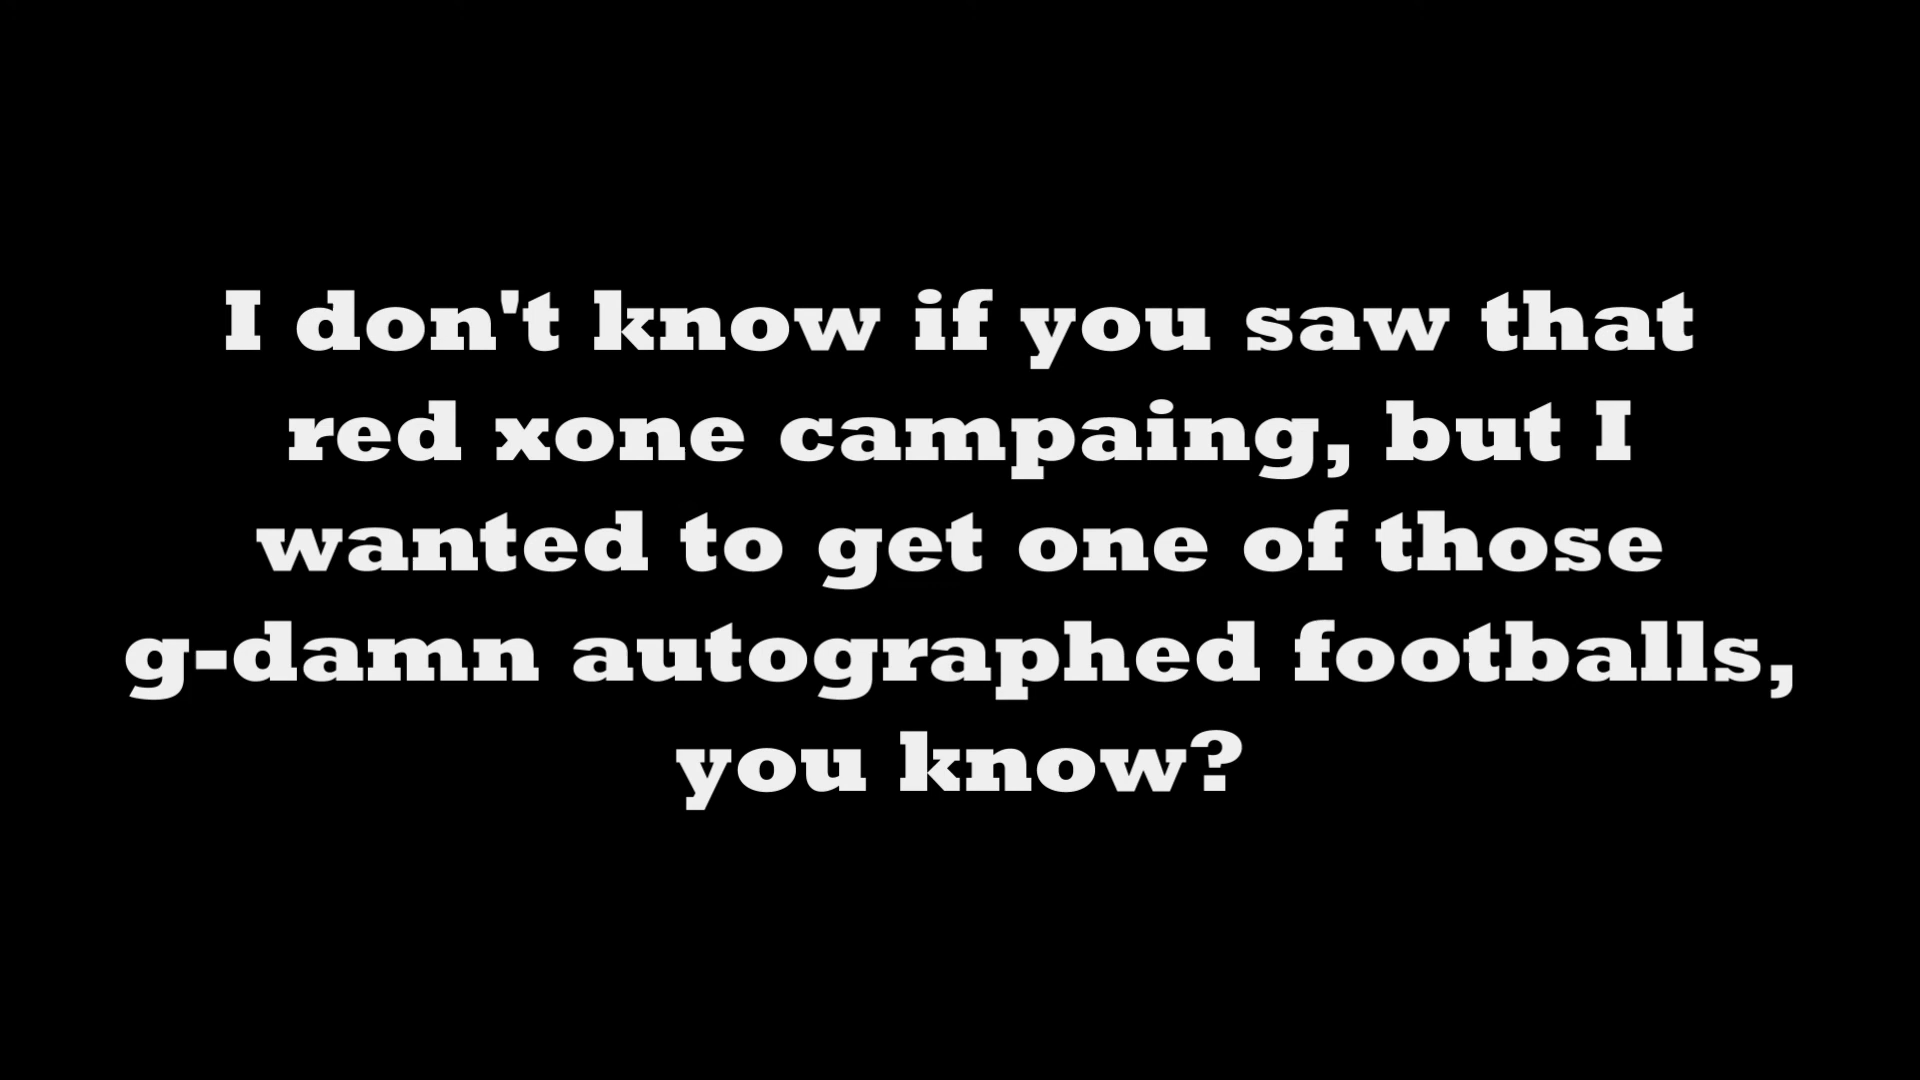 I don't know if you saw that
red xone campaing, but I
wanted to get one of those
g-damn autographed footballs,
you know?